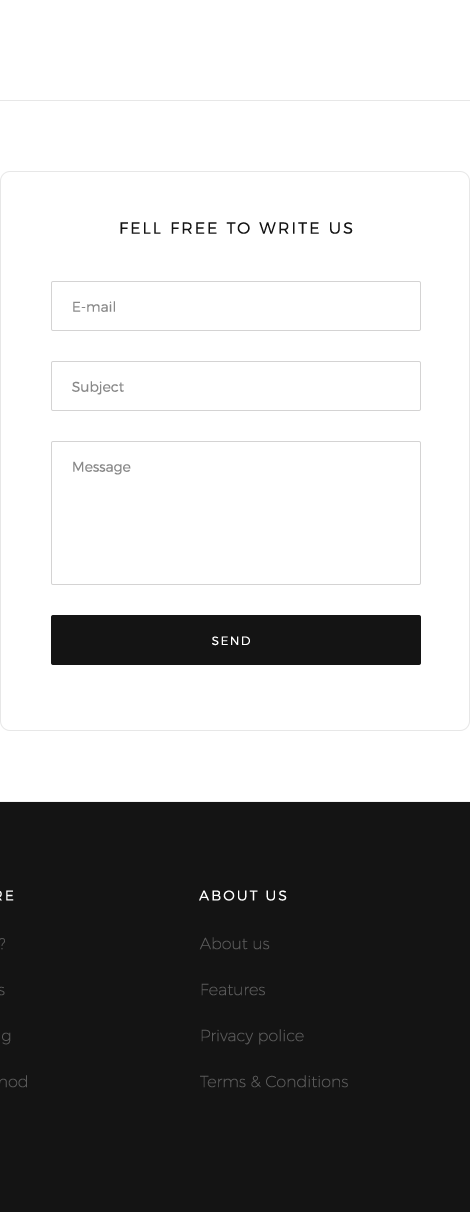 FELL FREE TO WRITE US
E-mail
Subject
Message
SEND
RE
?
s
g
nod
ABOUT US
About us
Features
Privacy police
Terms & Conditions